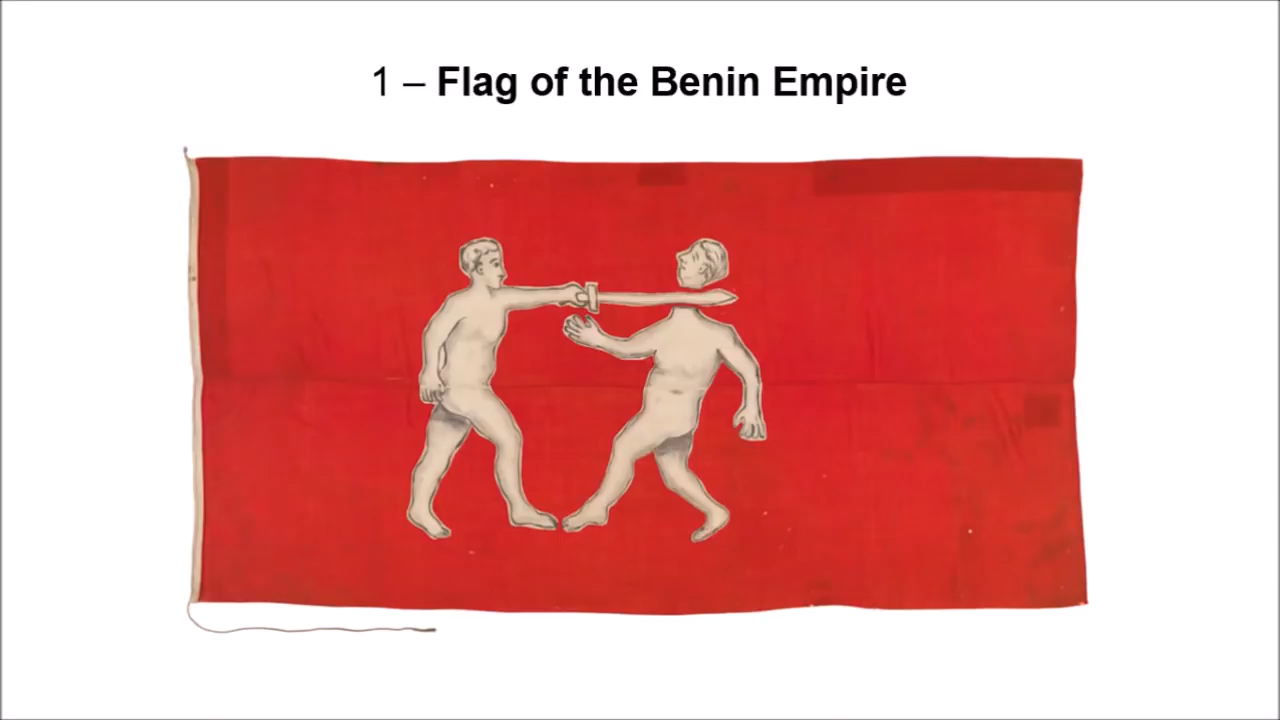 1 – Flag of the Benin Empire